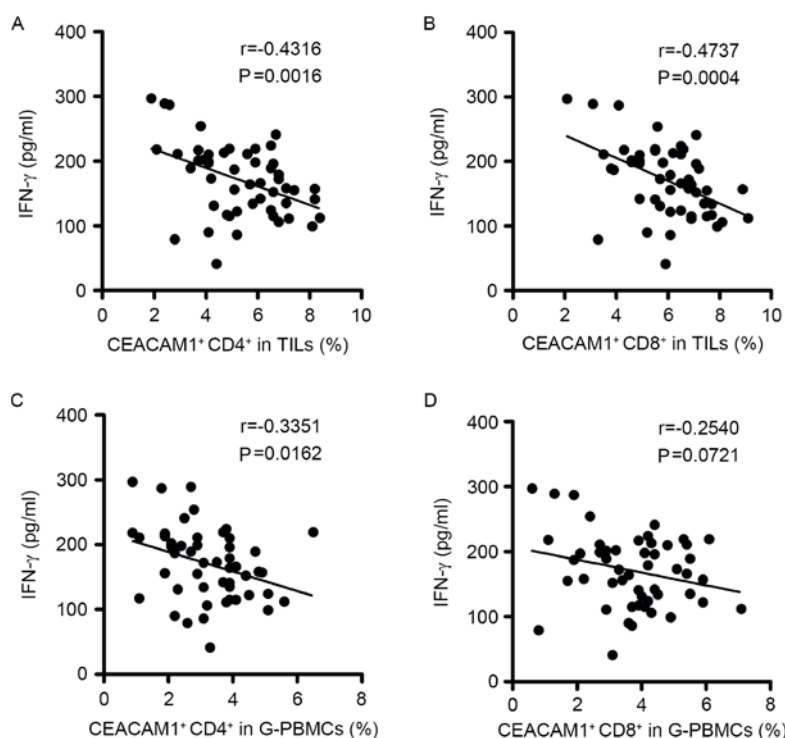 A
r=-0.4316
P=0.0016
400
300
200
100
0
IFN-γ (pg/ml)
0 2 4 6 8 10
CEACAM1⁺ CD4⁺ in TILs (%)
B
r=-0.4737
P=0.0004
400
300
200
100
0
IFN-γ (pg/ml)
0 2 4 6 8 10
CEACAM1⁺ CD8⁺ in TILs (%)
C
r=-0.3351
P=0.0162
400
300
200
100
0
IFN-γ (pg/ml)
0 2 4 6 8
CEACAM1⁺ CD4⁺ in G-PBMCs (%)
D
r=-0.2540
P=0.0721
400
300
200
100
0
IFN-γ (pg/ml)
0 2 4 6 8
CEACAM1⁺ CD8⁺ in G-PBMCs (%)